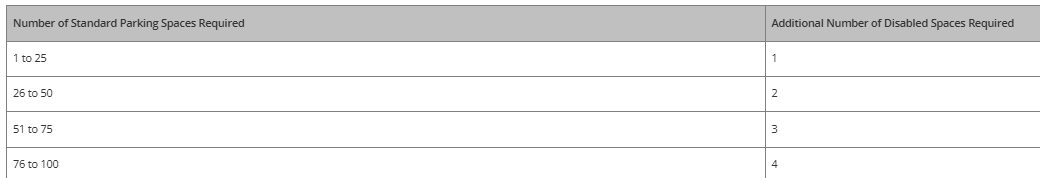 Number of Standard Parking Spaces Required Additional Number of Disabled Spaces Required
1 to 25 1
26 to 50 2
51 to 75 3
76 to 100 4